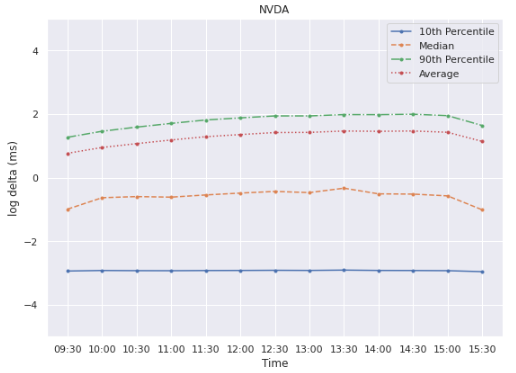 NVDA
10th Percentile
Median
90th Percentile
Average
log delta (ms)
4
2
0
−2
−4
09:30 10:00 10:30 11:00 11:30 12:00 12:30 13:00 13:30 14:00 14:30 15:00 15:30
Time